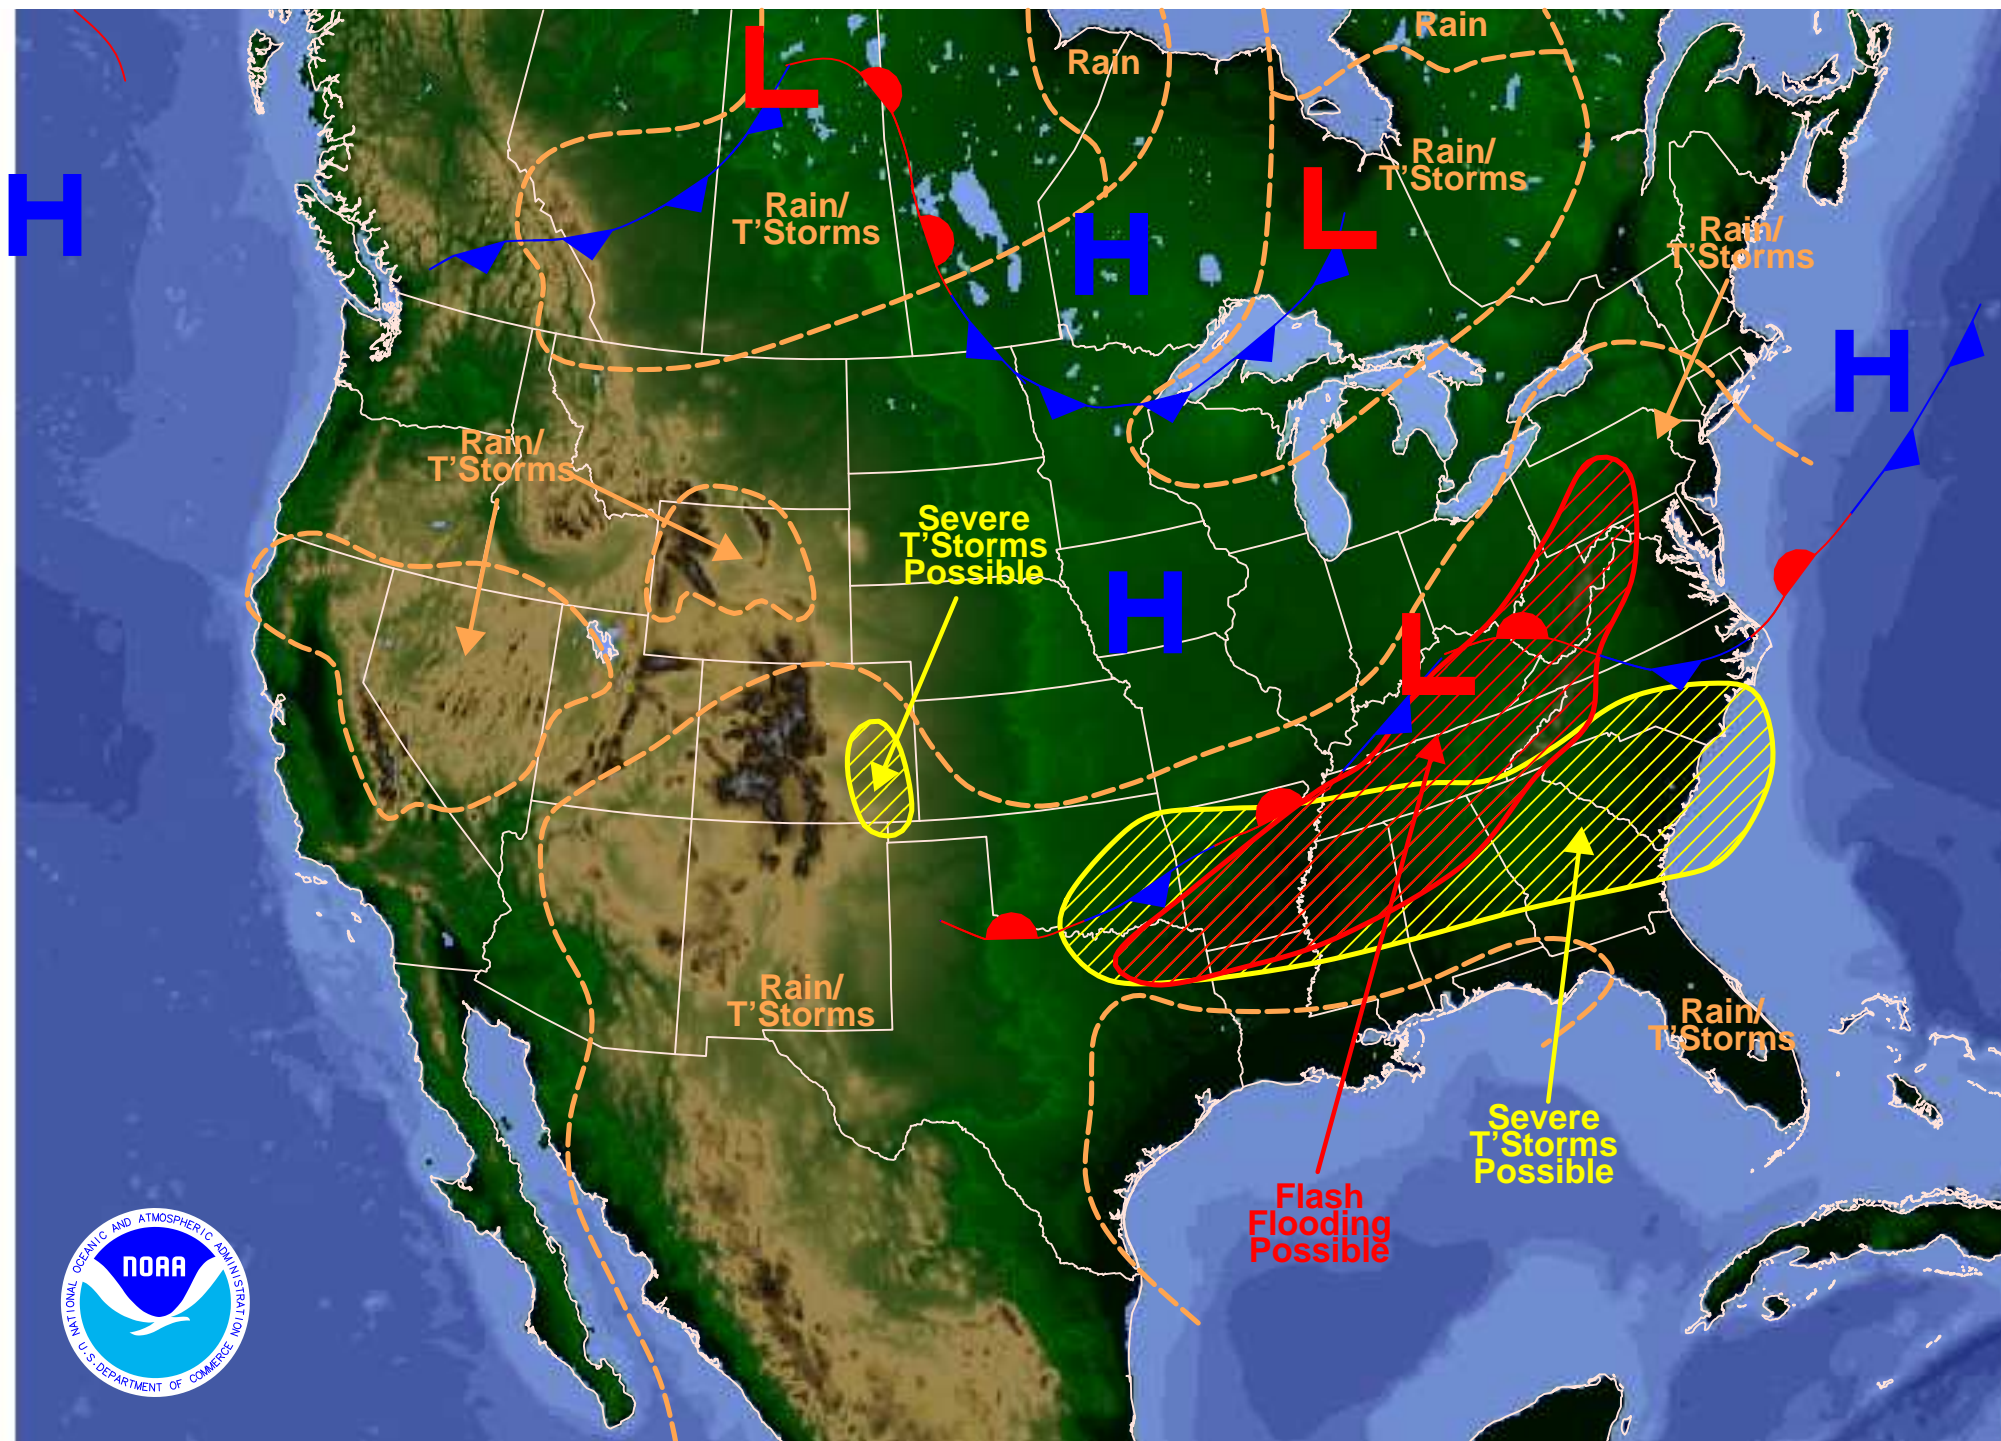 L
Rain
Rain
Rain/
T'Storms
H
Rain/
T'Storms
L
H
Rain/
T'Storms
H
Rain/
T'Storms
Severe
T'Storms
Possible
H
L
Rain/
T'Storms
Rain/
T'Storms
Severe
T'Storms
Possible
Flash
Flooding
Possible
NATIONAL OCEANIC AND ATMOSPHERIC ADMINISTRATION
NOAA
U.S. DEPARTMENT OF COMMERCE